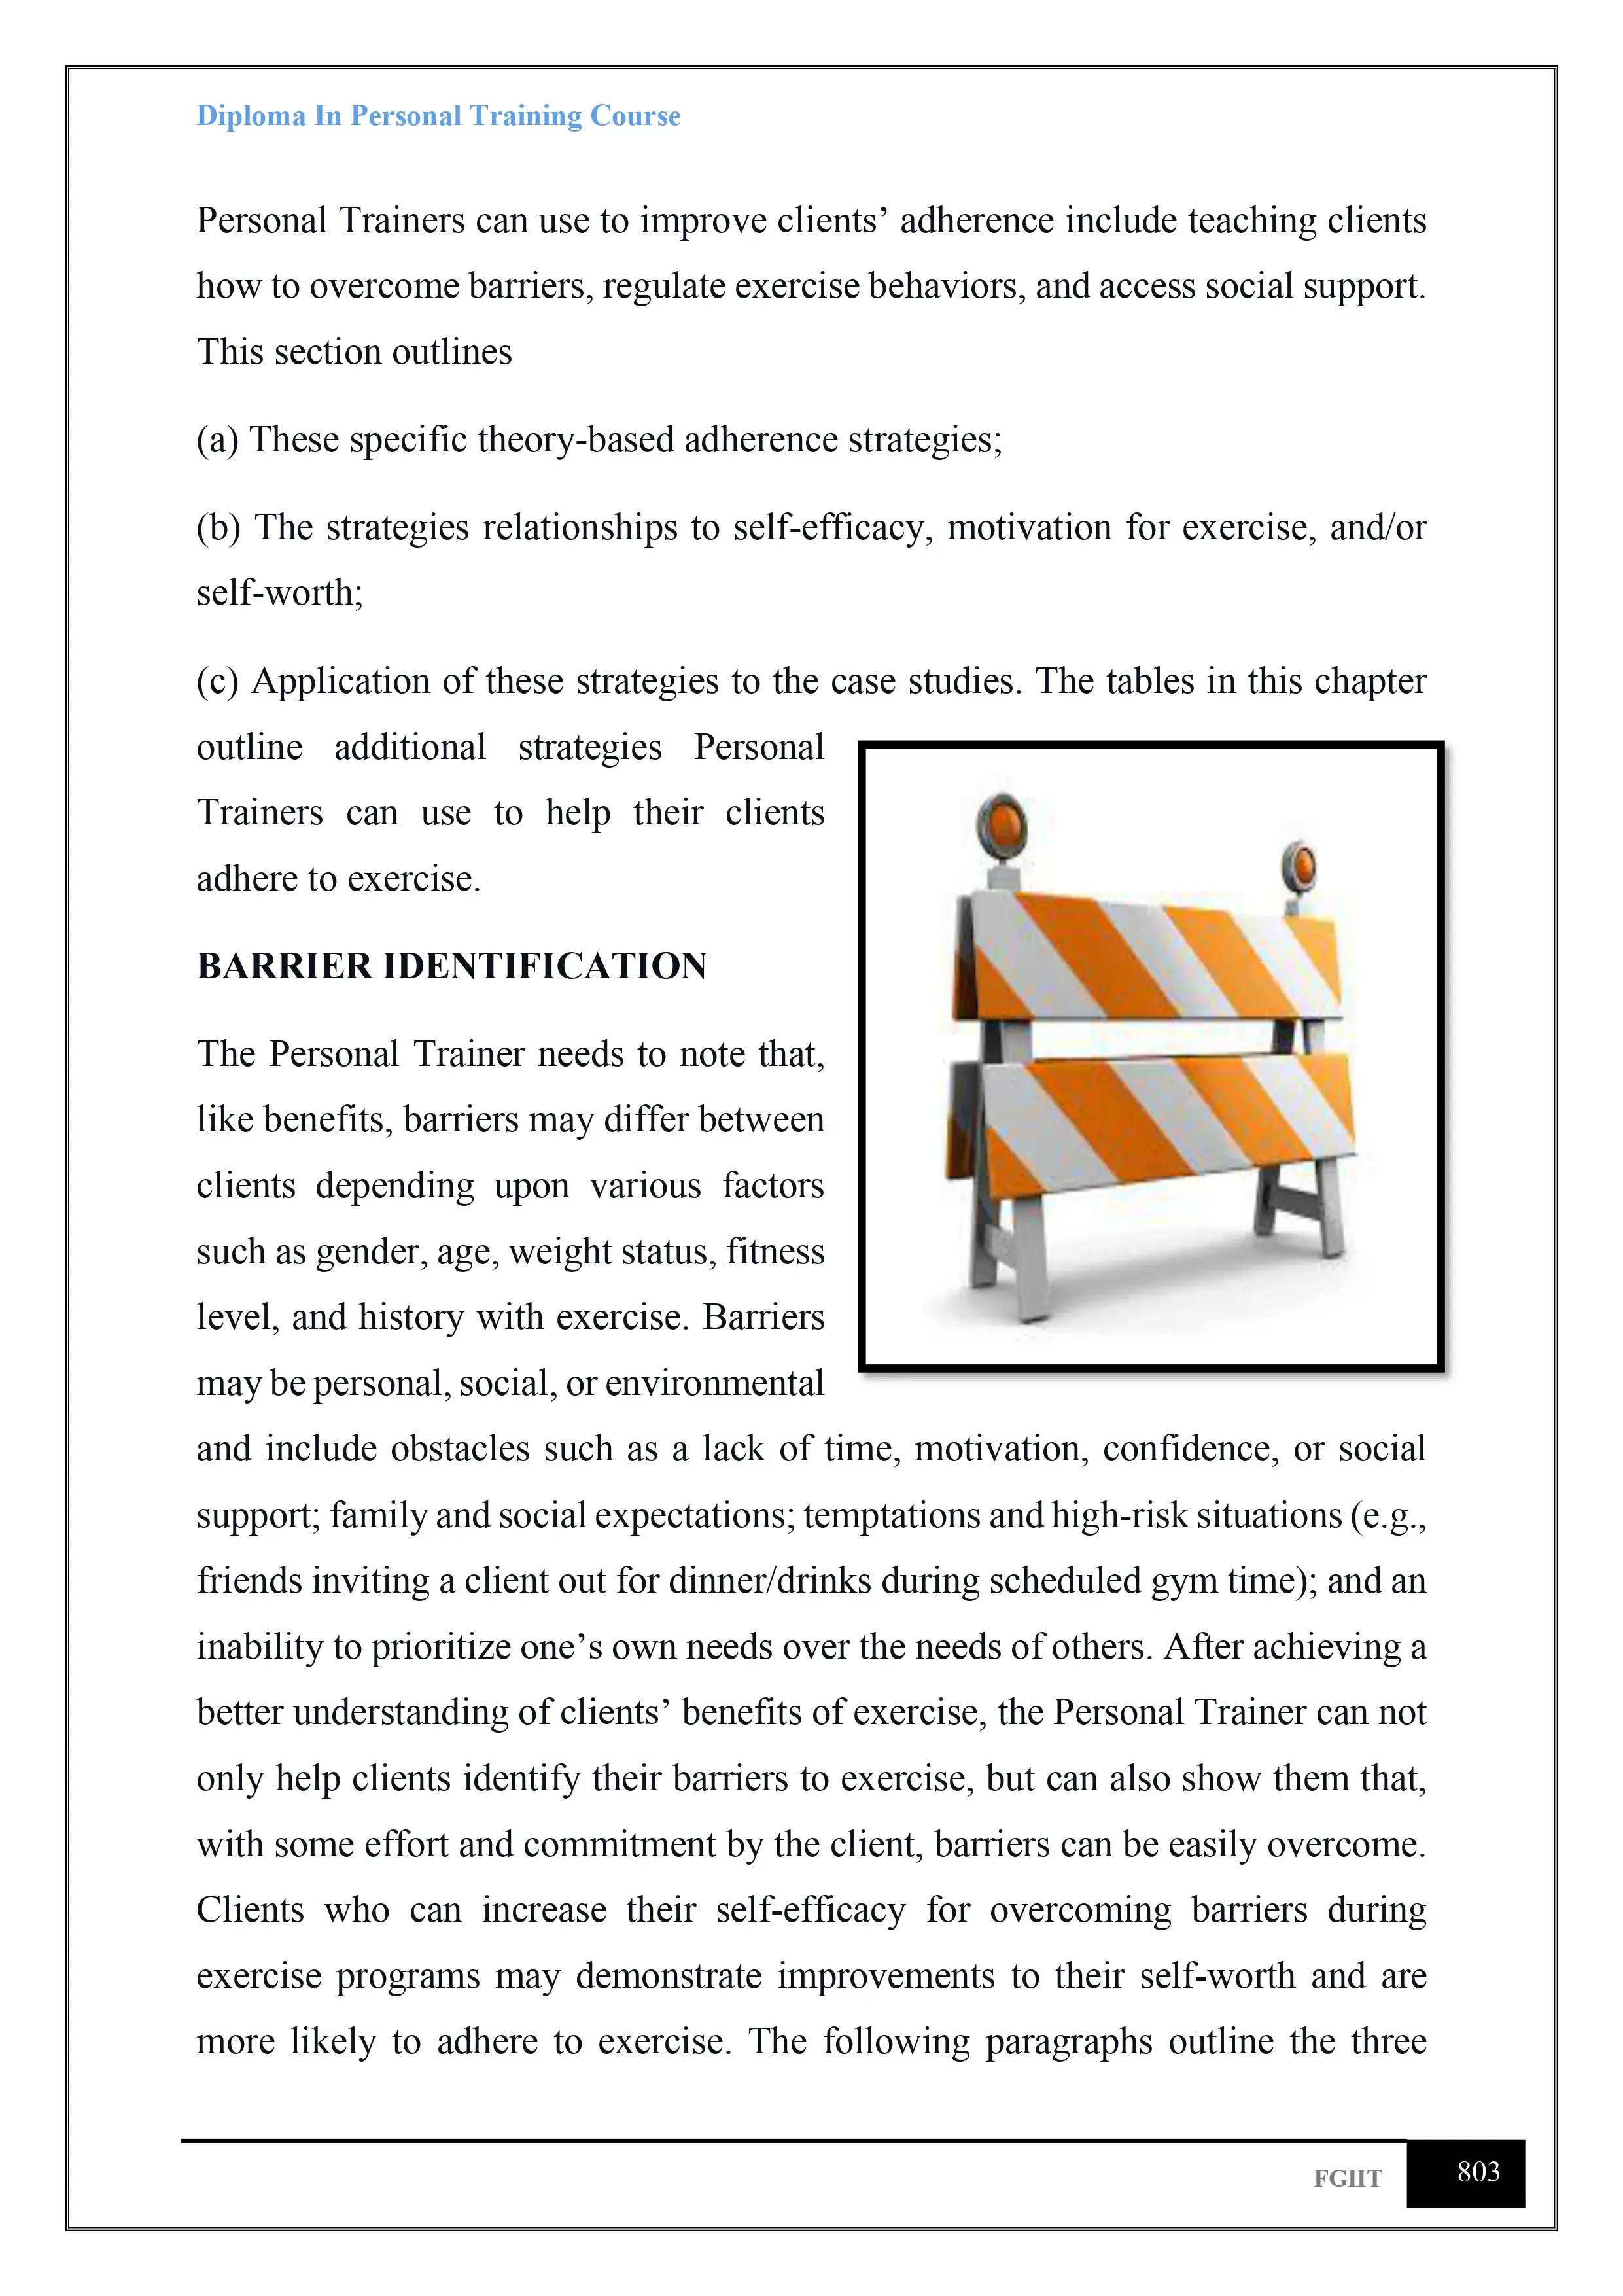 Diploma In Personal Training Course
Personal Trainers can use to improve clients’ adherence include teaching clients
how to overcome barriers, regulate exercise behaviors, and access social support.
This section outlines
(a) These specific theory-based adherence strategies;
(b) The strategies relationships to self-efficacy, motivation for exercise, and/or
self-worth;
(c) Application of these strategies to the case studies. The tables in this chapter
outline additional strategies Personal
Trainers can use to help their clients
adhere to exercise.
BARRIER IDENTIFICATION
The Personal Trainer needs to note that,
like benefits, barriers may differ between
clients depending upon various factors
such as gender, age, weight status, fitness
level, and history with exercise. Barriers
may be personal, social, or environmental
and include obstacles such as a lack of time, motivation, confidence, or social
support; family and social expectations; temptations and high-risk situations (e.g.,
friends inviting a client out for dinner/drinks during scheduled gym time); and an
inability to prioritize one’s own needs over the needs of others. After achieving a
better understanding of clients’ benefits of exercise, the Personal Trainer can not
only help clients identify their barriers to exercise, but can also show them that,
with some effort and commitment by the client, barriers can be easily overcome.
Clients who can increase their self-efficacy for overcoming barriers during
exercise programs may demonstrate improvements to their self-worth and are
more likely to adhere to exercise. The following paragraphs outline the three
FGIIT 803